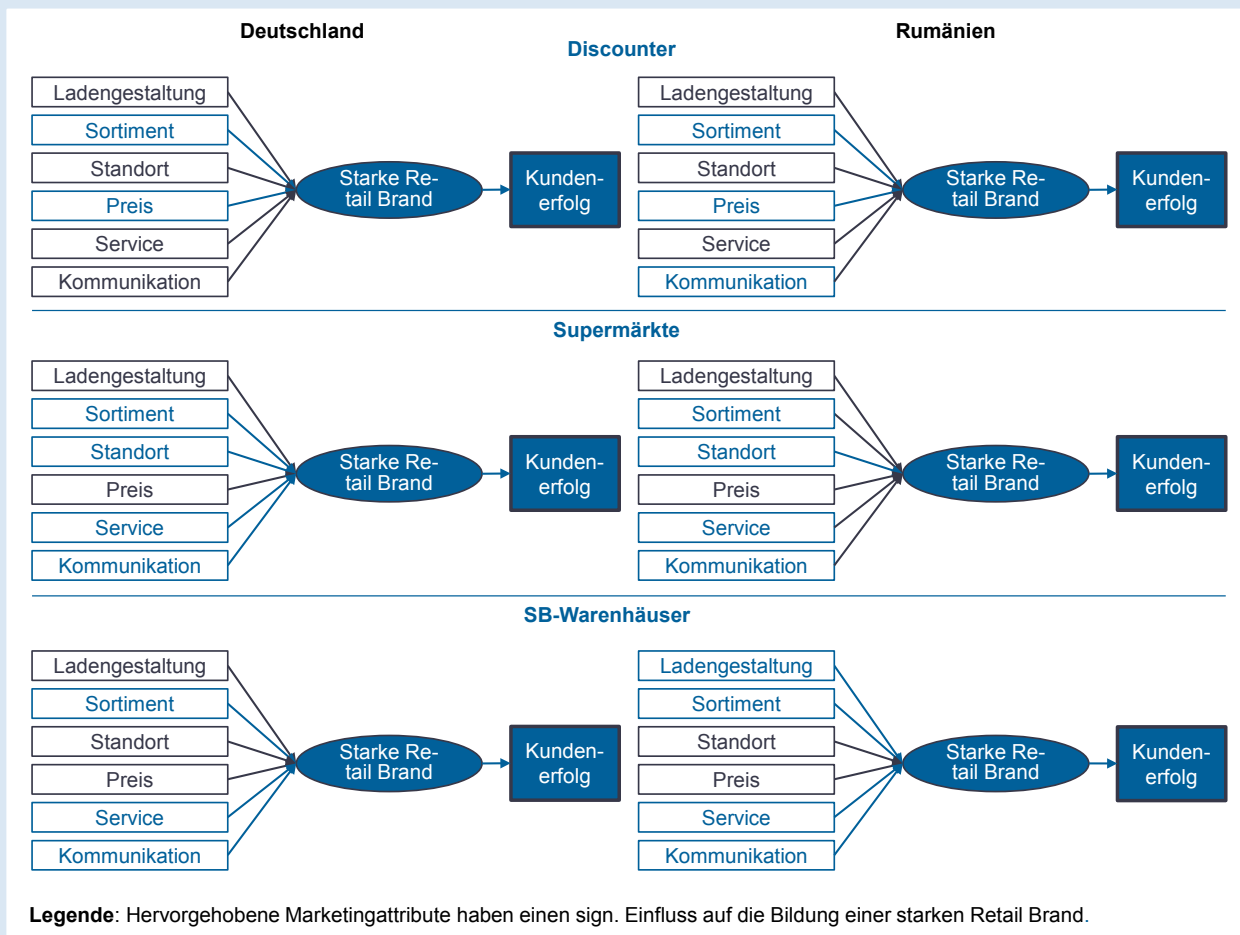 Deutschland
Rumänien
Discounter
Ladengestaltung
Sortiment
Standort
Preis
Service
Kommunikation
Starke Re-
tail Brand
Kunden-
erfolg
Ladengestaltung
Sortiment
Standort
Preis
Service
Kommunikation
Starke Re-
tail Brand
Kunden-
erfolg
Supermärkte
Ladengestaltung
Sortiment
Standort
Preis
Service
Kommunikation
Starke Re-
tail Brand
Kunden-
erfolg
Ladengestaltung
Sortiment
Standort
Preis
Service
Kommunikation
Starke Re-
tail Brand
Kunden-
erfolg
SB-Warenhäuser
Ladengestaltung
Sortiment
Standort
Preis
Service
Kommunikation
Starke Re-
tail Brand
Kunden-
erfolg
Ladengestaltung
Sortiment
Standort
Preis
Service
Kommunikation
Starke Re-
tail Brand
Kunden-
erfolg
Legende: Hervorgehobene Marketingattribute haben einen sign. Einfluss auf die Bildung einer starken Retail Brand.